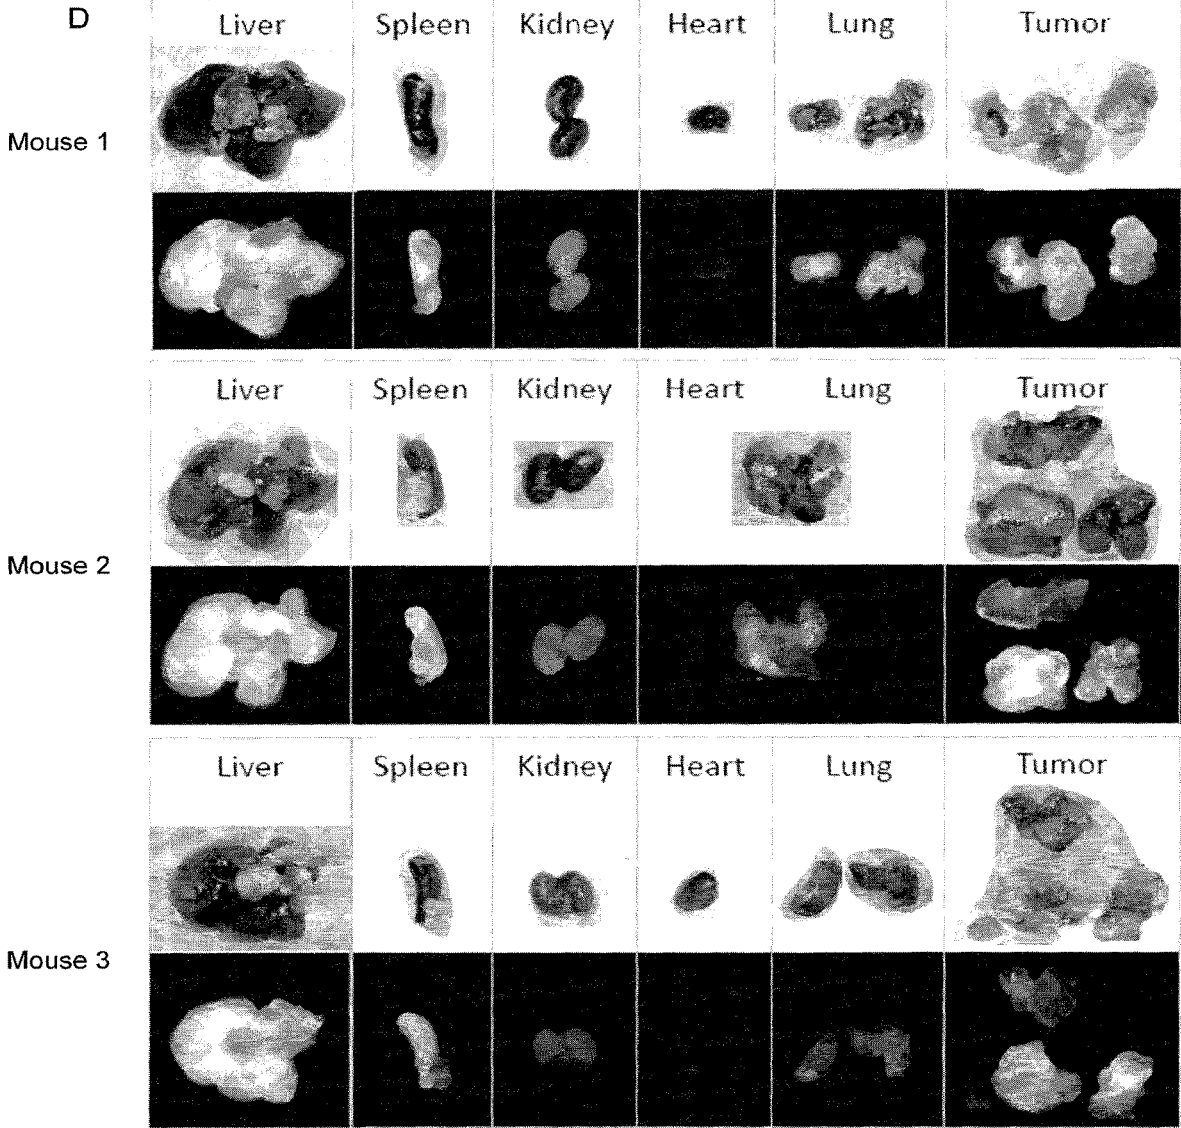 D
Liver Spleen Kidney Heart Lung Tumor
Mouse 1
Liver Spleen Kidney Heart Lung Tumor
Mouse 2
Liver Spleen Kidney Heart Lung Tumor
Mouse 3